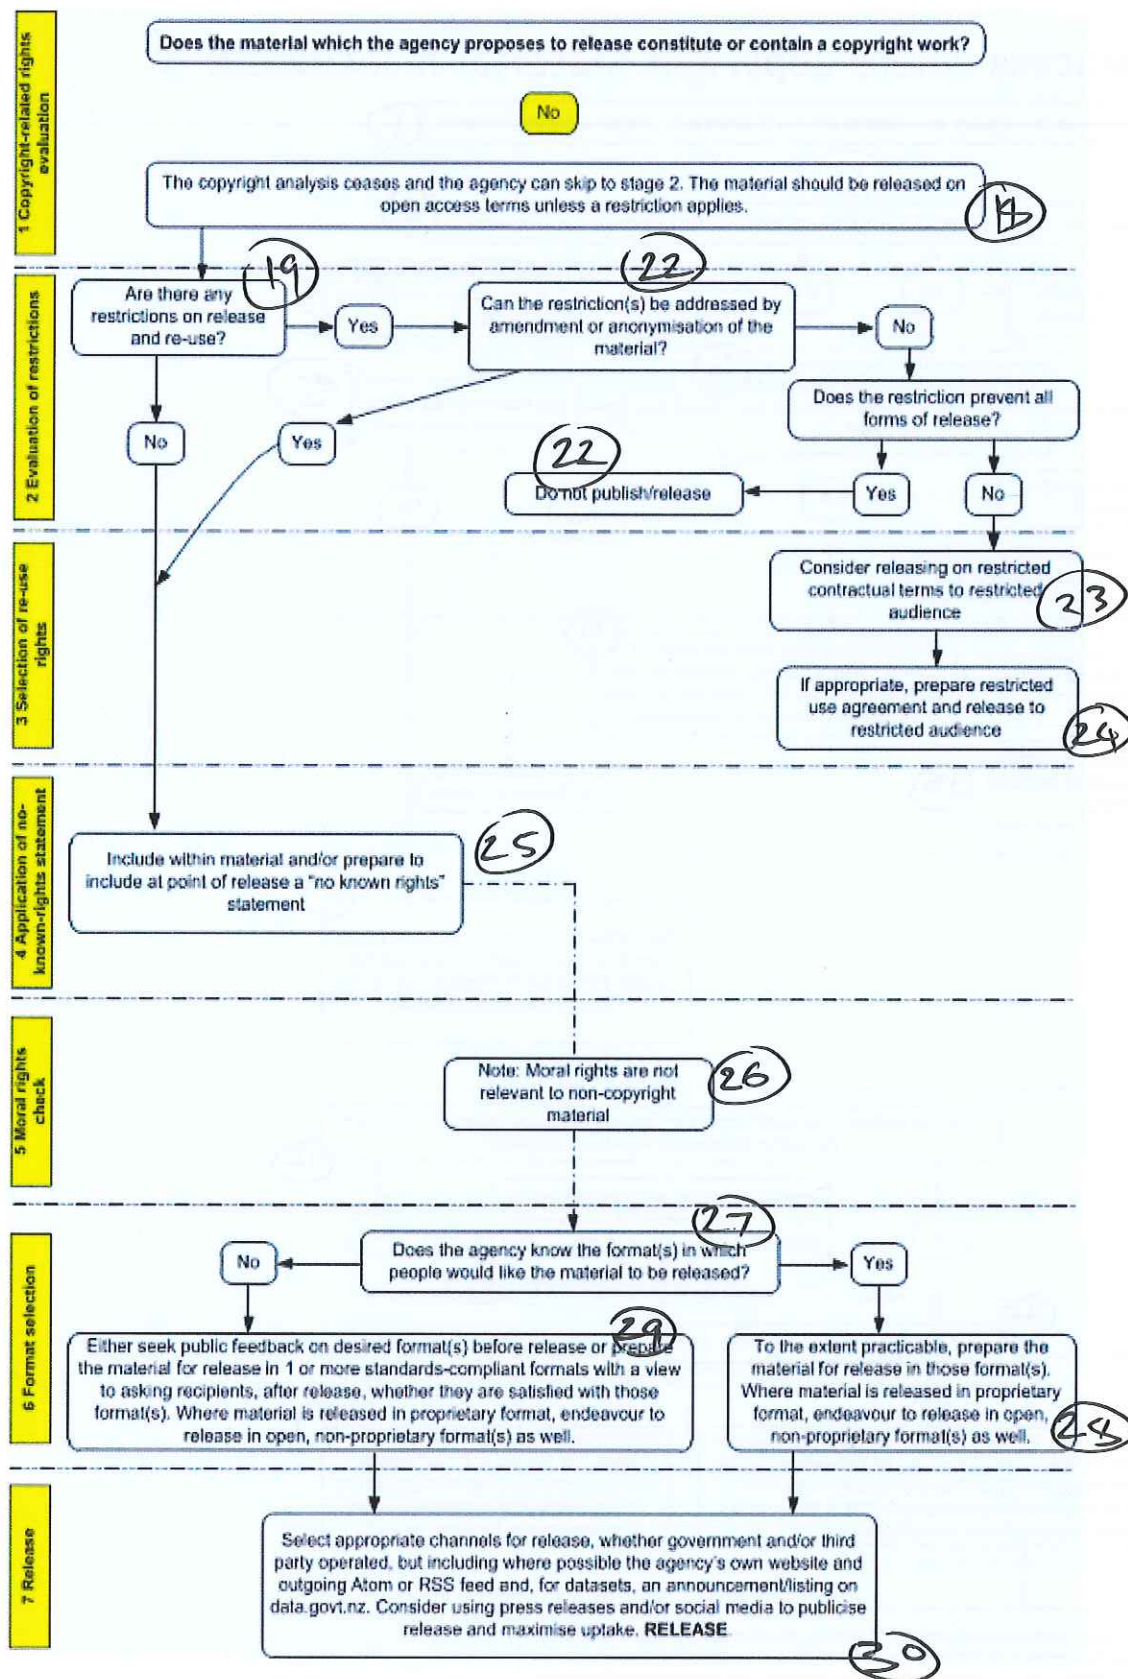 1 Copyright-related rights
evaluation
Does the material which the agency proposes to release constitute or contain a copyright work?
No
The copyright analysis ceases and the agency can skip to stage 2. The material should be released on
open access terms unless a restriction applies.
2 Evaluation of restrictions
19
Are there any
restrictions on release
and re-use?
Yes
22
Can the restriction(s) be addressed by
amendment or anonymisation of the
material?
No
Does the restriction prevent all
forms of release?
No
Yes
22
Do not publish/release
Yes
No
3 Selection of re-use
rights
Consider releasing on restricted
contractual terms to restricted
audience
23
If appropriate, prepare restricted
use agreement and release to
restricted audience
24
4 Application of no-
known-rights statement
Include within material and/or prepare to
include at point of release a "no known rights"
statement
25
5 Moral rights
check
Note: Moral rights are not
relevant to non-copyright
material
26
6 Format selection
27
Does the agency know the format(s) in which
people would like the material to be released?
No
Yes
29
Either seek public feedback on desired format(s) before release or prepare
the material for release in 1 or more standards-compliant formats with a view
to asking recipients, after release, whether they are satisfied with those
format(s). Where material is released in proprietary format, endeavour to
release in open, non-proprietary format(s) as well.
To the extent practicable, prepare the
material for release in those format(s).
Where material is released in proprietary
format, endeavour to release in open,
non-proprietary format(s) as well.
28
7 Release
Select appropriate channels for release, whether government and/or third
party operated, but including where possible the agency's own website and
outgoing Atom or RSS feed and, for datasets, an announcement/listing on
data.govt.nz. Consider using press releases and/or social media to publicise
release and maximise uptake. RELEASE.
30